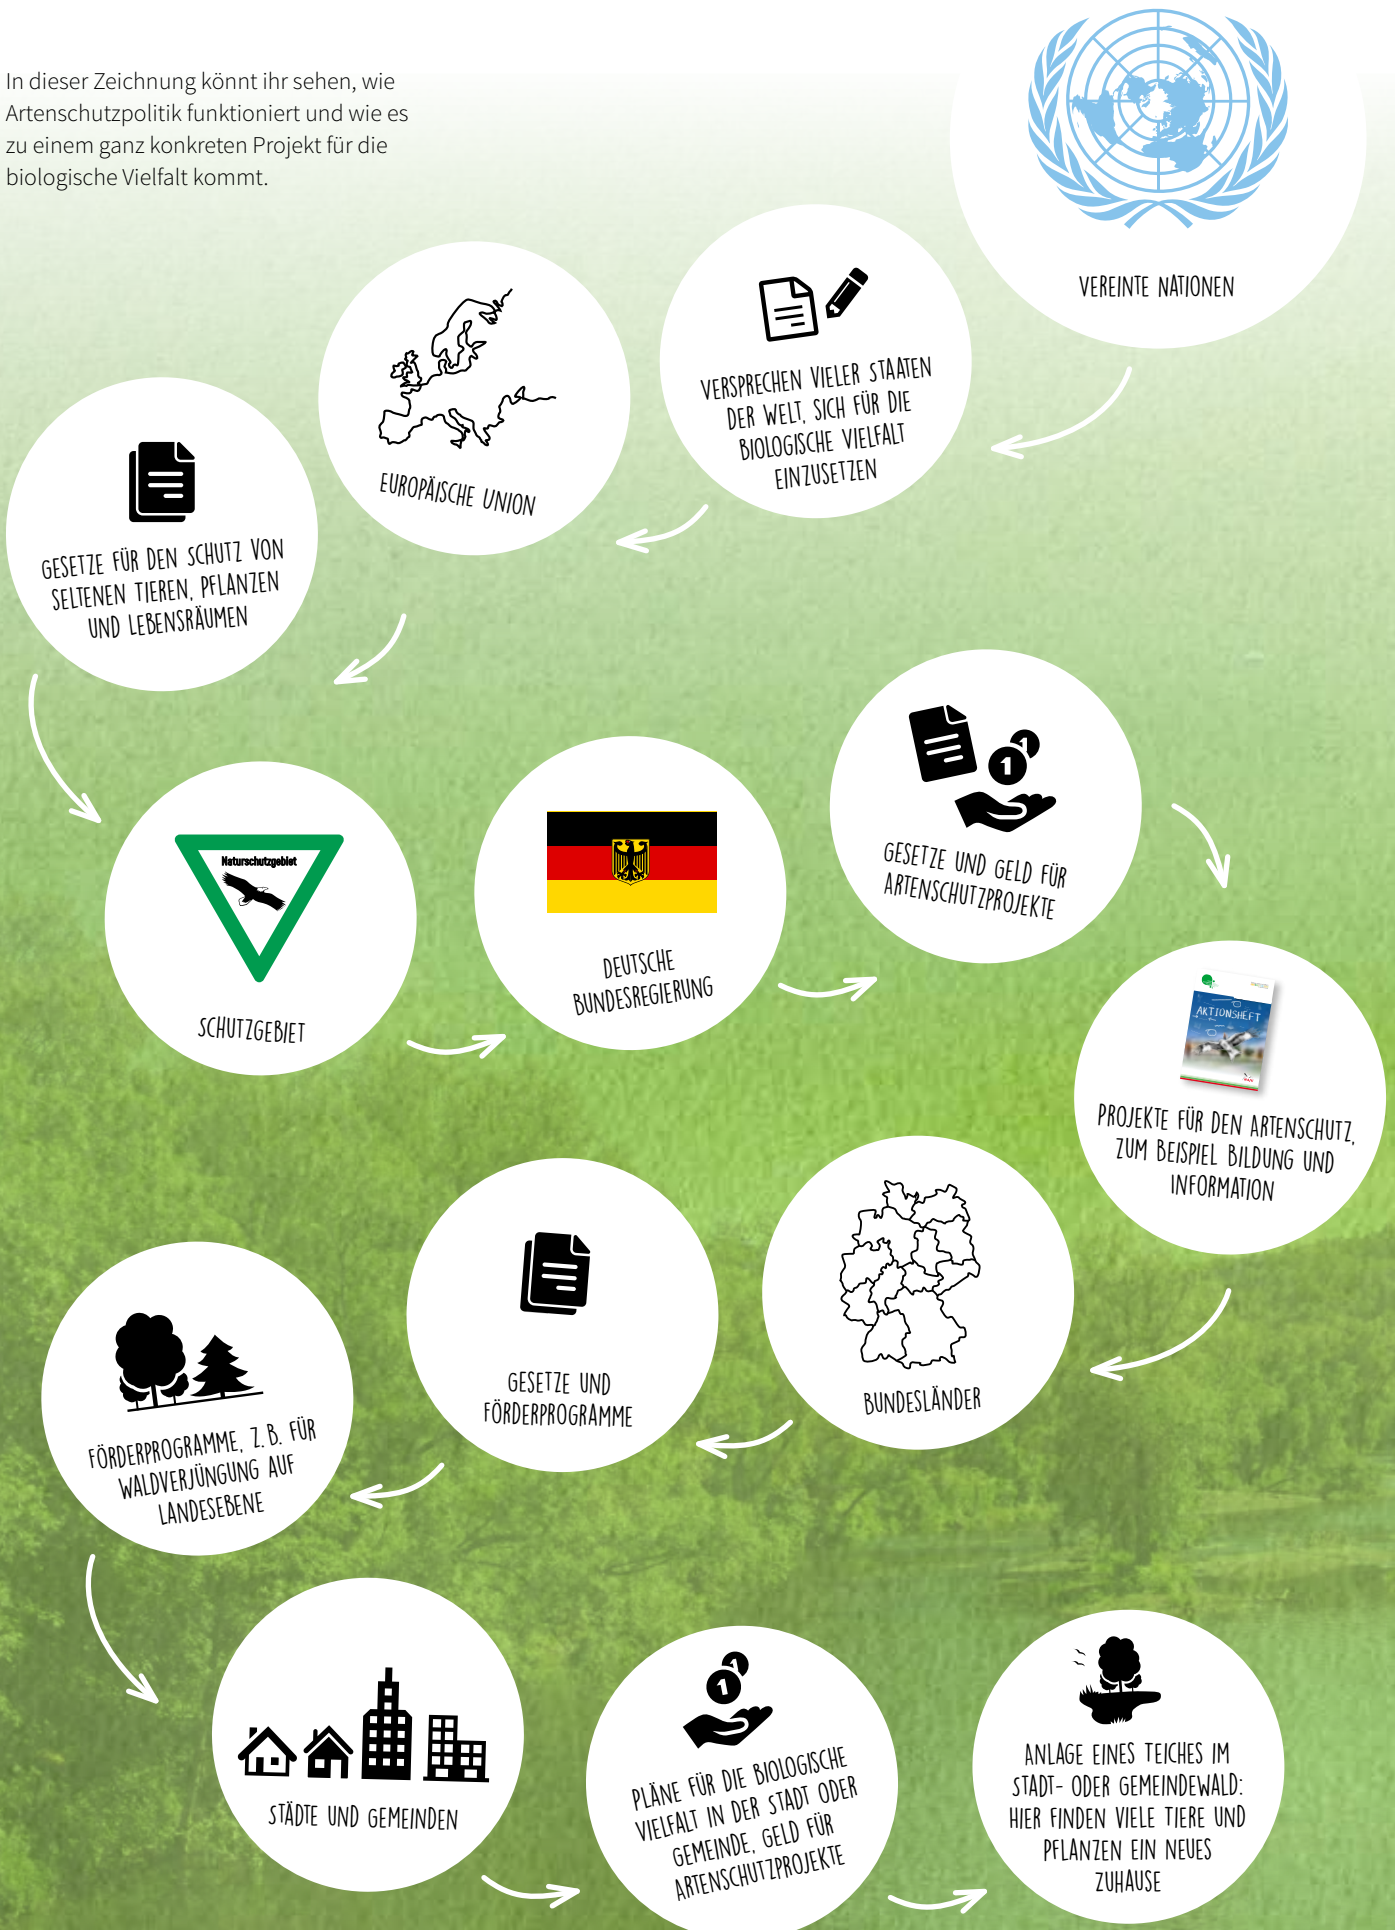 In dieser Zeichnung könnt ihr sehen, wie
Artenschutzpolitik funktioniert und wie es
zu einem ganz konkreten Projekt für die
biologische Vielfalt kommt.
VEREINTE NATIONEN
VERSPRECHEN VIELER STAATEN
DER WELT, SICH FÜR DIE
BIOLOGISCHE VIELFALT
EINZUSETZEN
EUROPÄISCHE UNION
GESETZE FÜR DEN SCHUTZ VON
SELTENEN TIEREN, PFLANZEN
UND LEBENSRÄUMEN
Naturschutzgebiet
SCHUTZGEBIET
DEUTSCHE
BUNDESREGIERUNG
1
1
GESETZE UND GELD FÜR
ARTENSCHUTZPROJEKTE
AKTIONSHEFT
PROJEKTE FÜR DEN ARTENSCHUTZ,
ZUM BEISPIEL BILDUNG UND
INFORMATION
BUNDESLÄNDER
GESETZE UND
FÖRDERPROGRAMME
FÖRDERPROGRAMME, Z. B. FÜR
WALDVERJÜNGUNG AUF
LANDESEBENE
STÄDTE UND GEMEINDEN
1
1
PLÄNE FÜR DIE BIOLOGISCHE
VIELFALT IN DER STADT ODER
GEMEINDE, GELD FÜR
ARTENSCHUTZPROJEKTE
ANLAGE EINES TEICHES IM
STADT- ODER GEMEINDEWALD:
HIER FINDEN VIELE TIERE UND
PFLANZEN EIN NEUES
ZUHAUSE